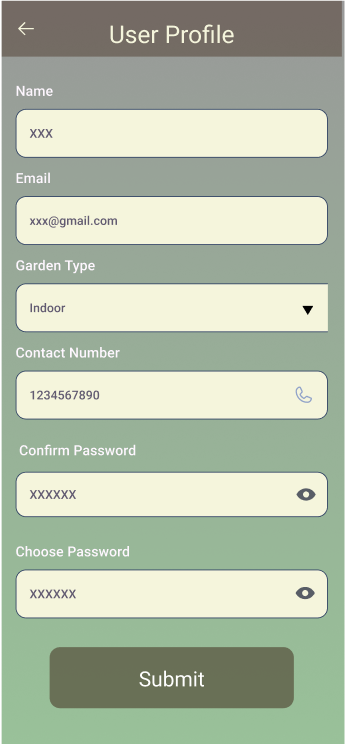 User Profile
Name
XXX
Email
xxx@gmail.com
Garden Type
Indoor
Contact Number
1234567890
Confirm Password
XXXXXX
Choose Password
XXXXXX
Submit